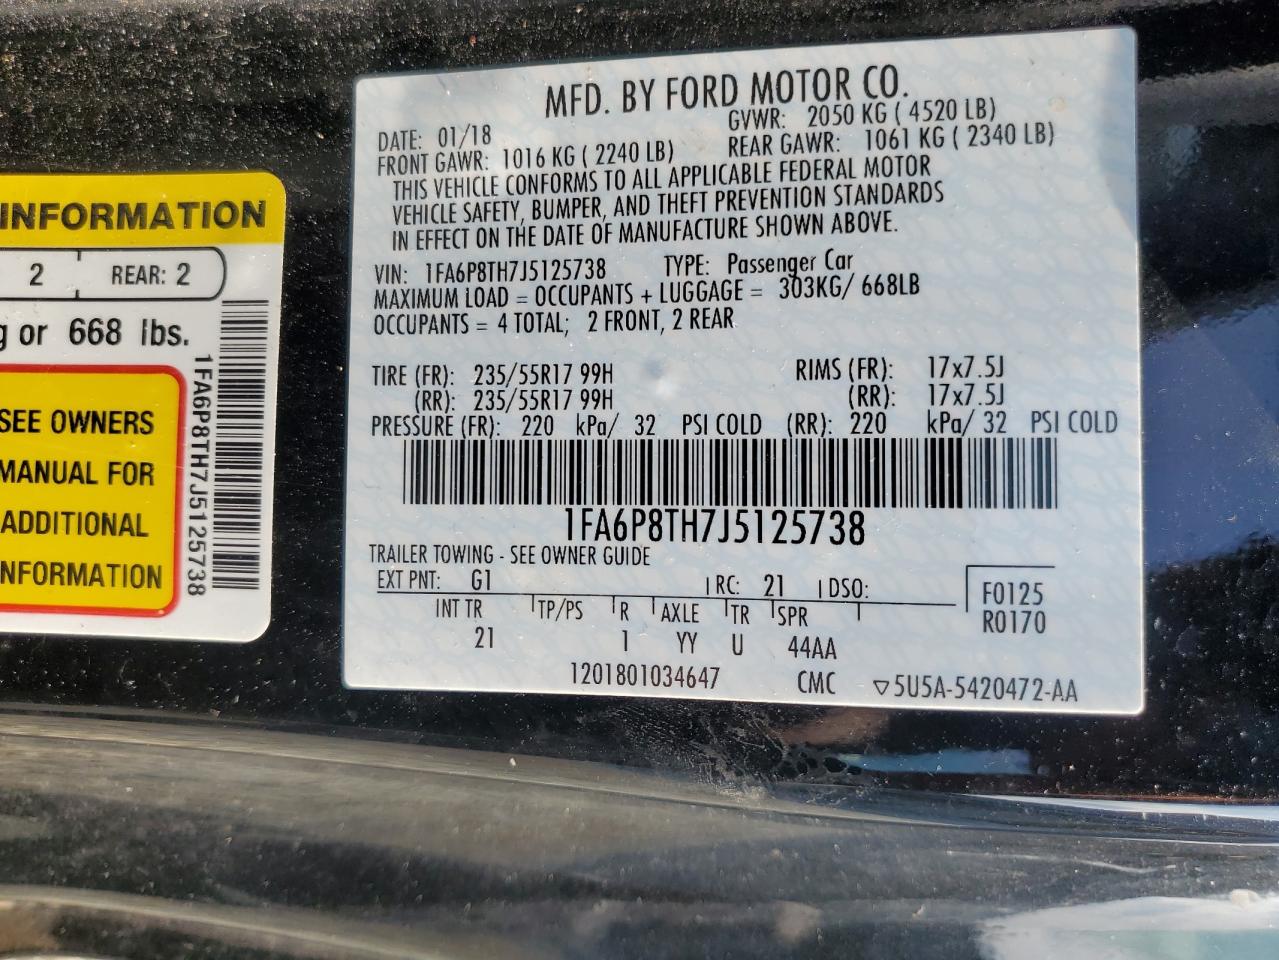 INFORMATION
2 REAR: 2
g or 668 lbs.
SEE OWNERS
MANUAL FOR
ADDITIONAL
INFORMATION
1FA6P8TH7J5125738
MFD. BY FORD MOTOR CO.
DATE: 01/18 GVWR: 2050 KG ( 4520 LB)
FRONT GAWR: 1016 KG ( 2240 LB) REAR GAWR: 1061 KG ( 2340 LB)
THIS VEHICLE CONFORMS TO ALL APPLICABLE FEDERAL MOTOR
VEHICLE SAFETY, BUMPER, AND THEFT PREVENTION STANDARDS
IN EFFECT ON THE DATE OF MANUFACTURE SHOWN ABOVE.
VIN: 1FA6P8TH7J5125738 TYPE: Passenger Car
MAXIMUM LOAD = OCCUPANTS + LUGGAGE = 303KG/ 668LB
OCCUPANTS = 4 TOTAL; 2 FRONT, 2 REAR
TIRE (FR): 235/55R17 99H RIMS (FR): 17x7.5J
(RR): 235/55R17 99H (RR): 17x7.5J
PRESSURE (FR): 220 kPa/ 32 PSI COLD (RR): 220 kPa/ 32 PSI COLD
1FA6P8TH7J5125738
TRAILER TOWING - SEE OWNER GUIDE
EXT PNT: G1 RC: 21 DSO: F0125
INT TR TP/PS R AXLE TR SPR R0170
21 1 YY U 44AA
1201801034647 CMC ▽5U5A-5420472-AA